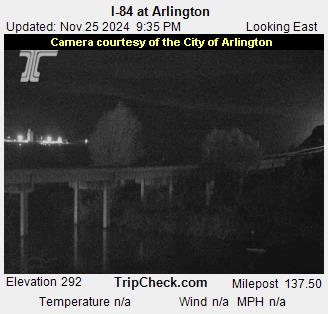 I-84 at Arlington
Updated: Nov 25 2024 9:35 PM Looking East
Camera courtesy of the City of Arlington
Elevation 292 TripCheck.com Milepost 137.50
Temperature n/a Wind n/a MPH n/a